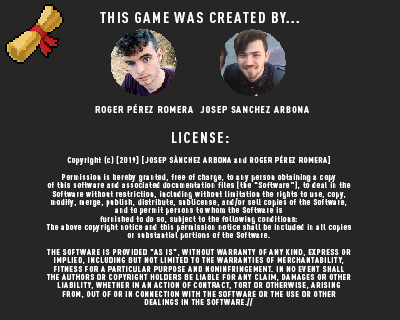 THIS GAME WAS CREATED BY...
ROGER PÉREZ ROMERA JOSEP SANCHEZ ARBONA
LICENSE:
Copyright (c) [2019] [JOSEP SÀNCHEZ ARBONA and ROGER PÉREZ ROMERA]
Permission is hereby granted, free of charge, to any person obtaining a copy
of this software and associated documentation files (the "Software"), to deal in the
Software without restriction, including without limitation the rights to use, copy,
modify, merge, publish, distribute, sublicense, and/or sell copies of the Software,
and to permit persons to whom the Software is
furnished to do so, subject to the following conditions:
The above copyright notice and this permission notice shall be included in all copies
or substantial portions of the Software.
THE SOFTWARE IS PROVIDED "AS IS", WITHOUT WARRANTY OF ANY KIND, EXPRESS OR
IMPLIED, INCLUDING BUT NOT LIMITED TO THE WARRANTIES OF MERCHANTABILITY,
FITNESS FOR A PARTICULAR PURPOSE AND NONINFRINGEMENT. IN NO EVENT SHALL
THE AUTHORS OR COPYRIGHT HOLDERS BE LIABLE FOR ANY CLAIM, DAMAGES OR OTHER
LIABILITY, WHETHER IN AN ACTION OF CONTRACT, TORT OR OTHERWISE, ARISING
FROM, OUT OF OR IN CONNECTION WITH THE SOFTWARE OR THE USE OR OTHER
DEALINGS IN THE SOFTWARE.//